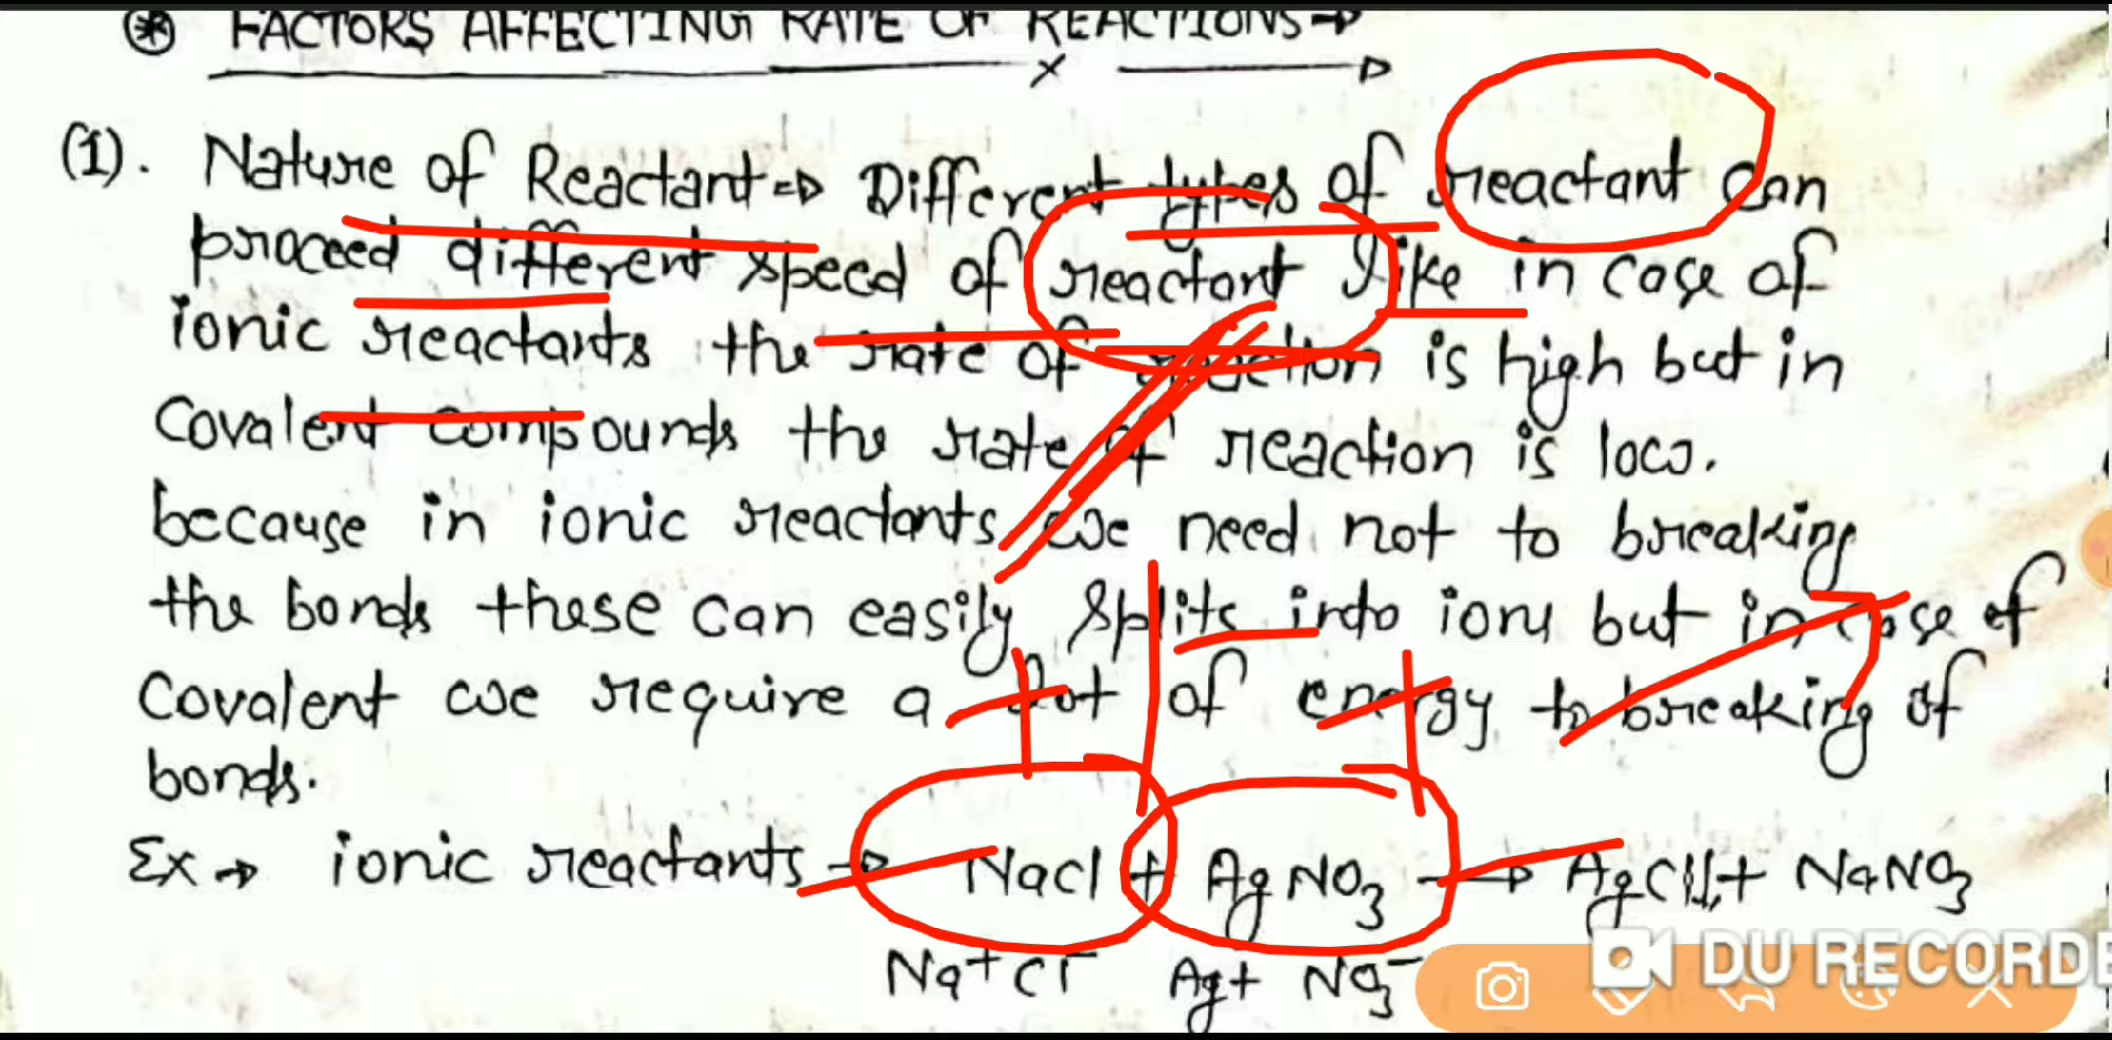 ⊛ FACTORS AFFECTING RATE OF REACTIONS→
(1). Nature of Reactant⇒ Different types of reactant can
proceed different speed of reactant like in case of
ionic reactants the rate of reaction is high but in
Covalent compounds the rate of reaction is low.
because in ionic reactants we need not to breaking
the bonds these can easily splits into ions but in case of
Covalent we require a lot of energy to breaking of
bonds.
Ex→ ionic reactants → NaCl + AgNO3 → AgCl↓ + NaNO3
Na+ Cl- Ag+ NO3-
DU RECORDE